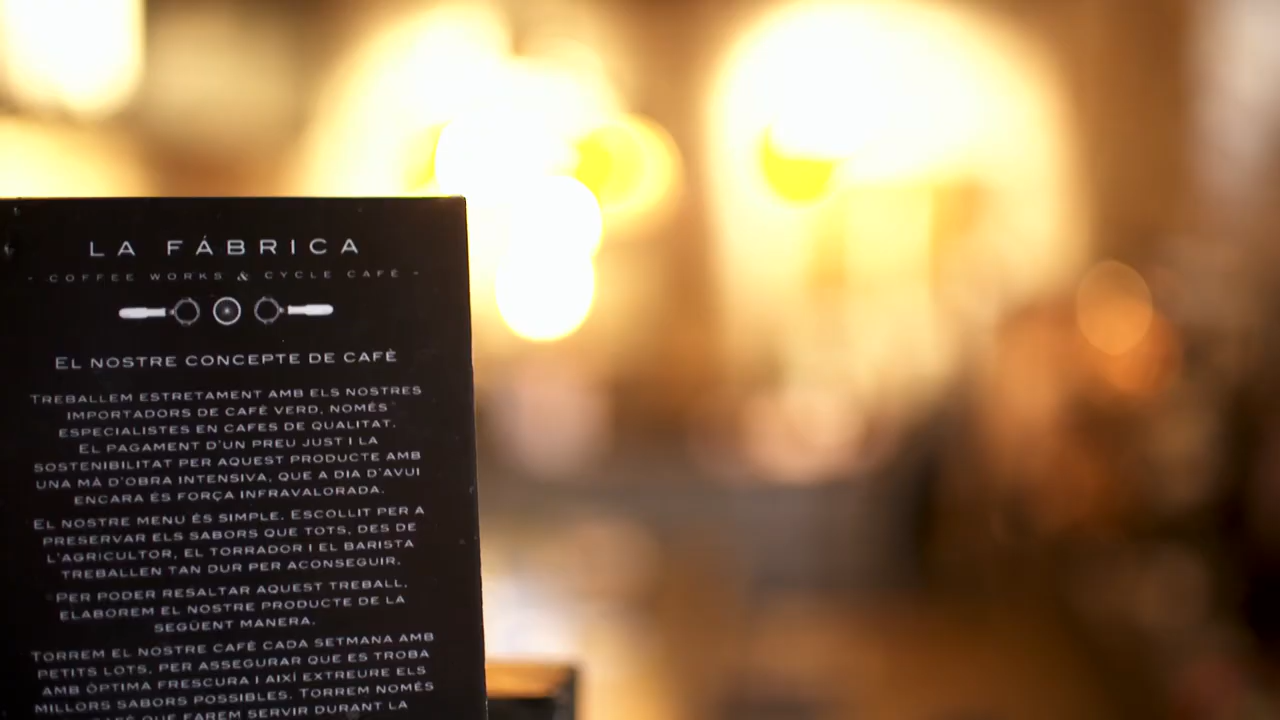 LA FÁBRICA
- COFFEE WORKS & CYCLE CAFÉ -
EL NOSTRE CONCEPTE DE CAFÈ
TREBALLEM ESTRETAMENT AMB ELS NOSTRES
IMPORTADORS DE CAFÈ VERD, NOMÉS
ESPECIALISTES EN CAFES DE QUALITAT.
EL PAGAMENT D'UN PREU JUST I LA
SOSTENIBILITAT PER AQUEST PRODUCTE AMB
UNA MÀ D'OBRA INTENSIVA, QUE A DIA D'AVUI
ENCARA ÉS FORÇA INFRAVALORADA.
EL NOSTRE MENU ÉS SIMPLE. ESCOLLIT PER A
PRESERVAR ELS SABORS QUE TOTS, DES DE
L'AGRICULTOR, EL TORRADOR I EL BARISTA
TREBALLEN TAN DUR PER ACONSEGUIR.
PER PODER RESALTAR AQUEST TREBALL,
ELABOREM EL NOSTRE PRODUCTE DE LA
SEGÜENT MANERA.
TORREM EL NOSTRE CAFÈ CADA SETMANA AMB
PETITS LOTS, PER ASSEGURAR QUE ES TROBA
AMB ÒPTIMA FRESCURA I AIXÍ EXTREURE ELS
MILLORS SABORS POSSIBLES. TORREM NOMÉS
CAFÈ QUE FAREM SERVIR DURANT LA